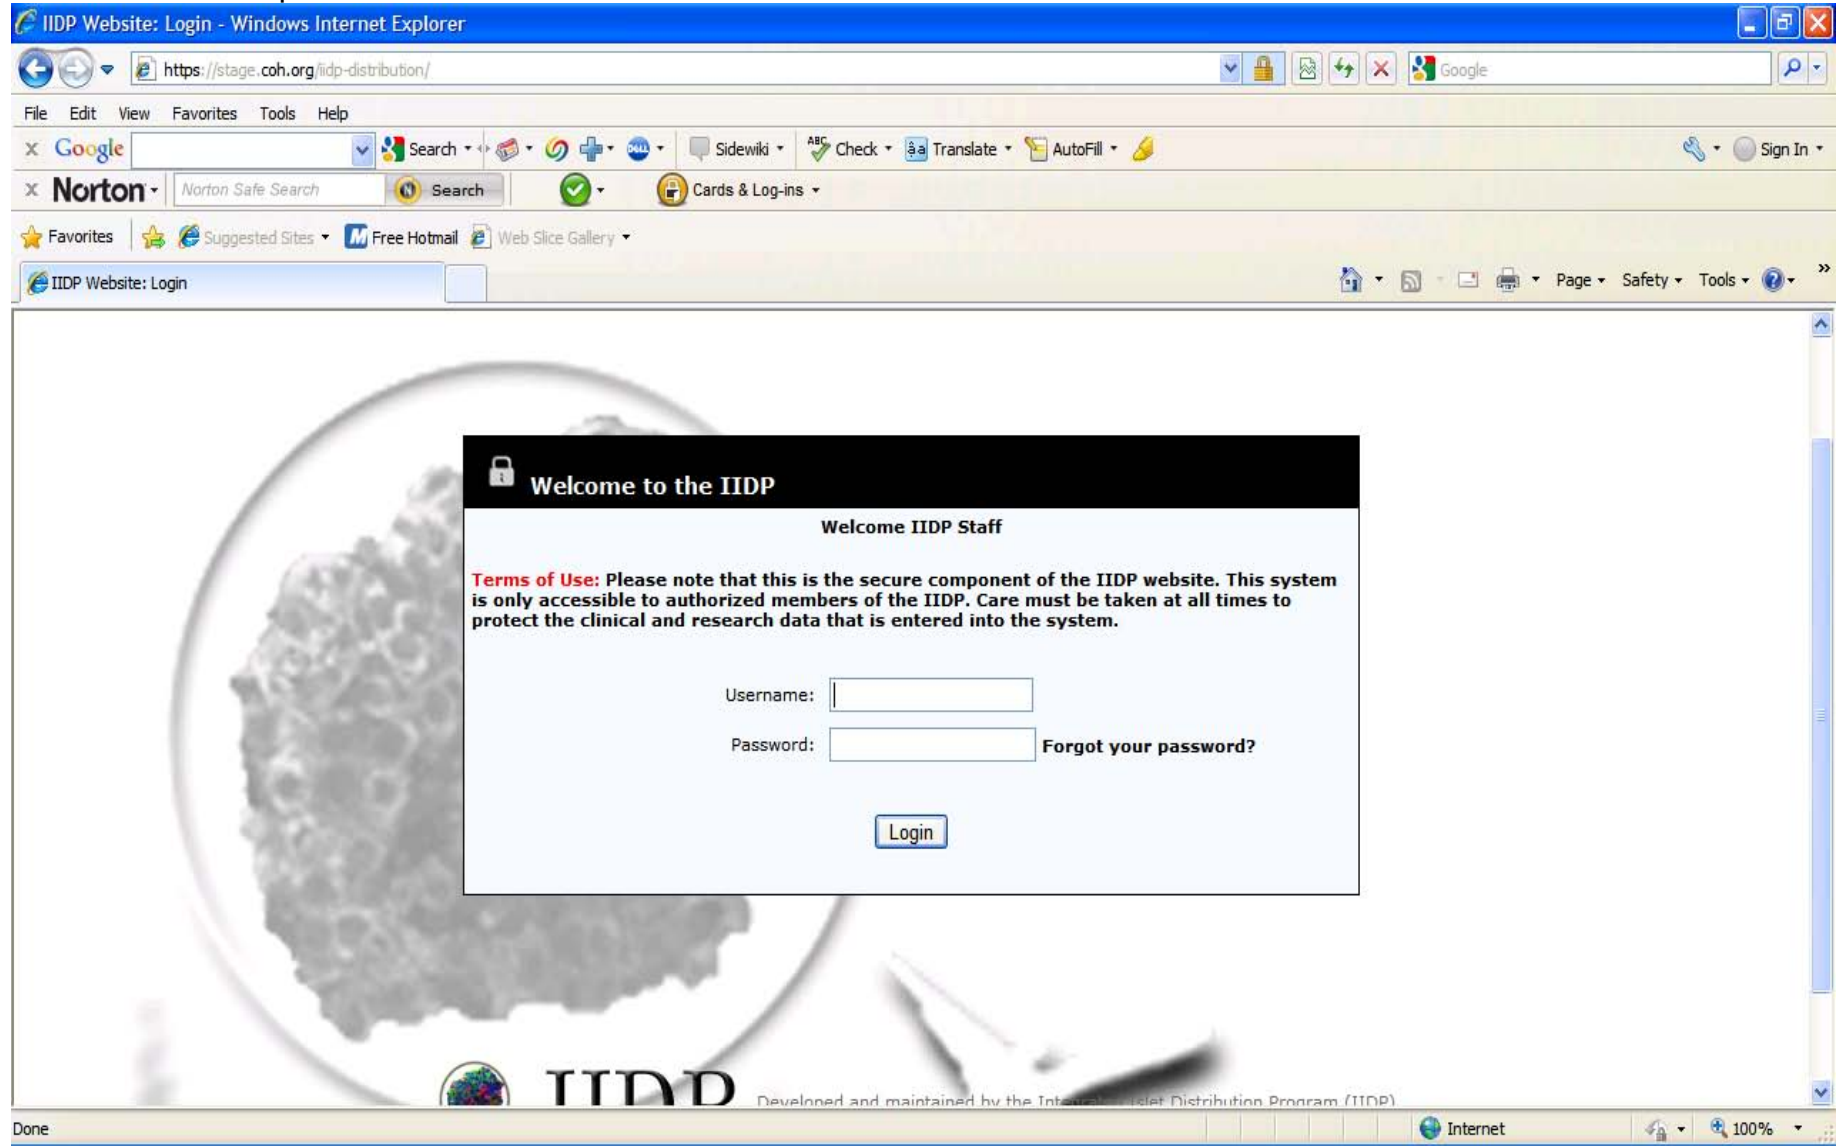 IIDP Website: Login - Windows Internet Explorer
https://stage.coh.org/iidp-distribution/
Google
File Edit View Favorites Tools Help
x Google Search Sidewiki ABC Check Translate AutoFill Sign In
x Norton Norton Safe Search Search Cards & Log-ins
Favorites Suggested Sites Free Hotmail Web Slice Gallery
IIDP Website: Login Page Safety Tools »
Welcome to the IIDP
Welcome IIDP Staff
Terms of Use: Please note that this is the secure component of the IIDP website. This system
is only accessible to authorized members of the IIDP. Care must be taken at all times to
protect the clinical and research data that is entered into the system.
Username:
Password: Forgot your password?
Login
IIDP Developed and maintained by the Integrated Islet Distribution Program (IIDP)
Done Internet 100%